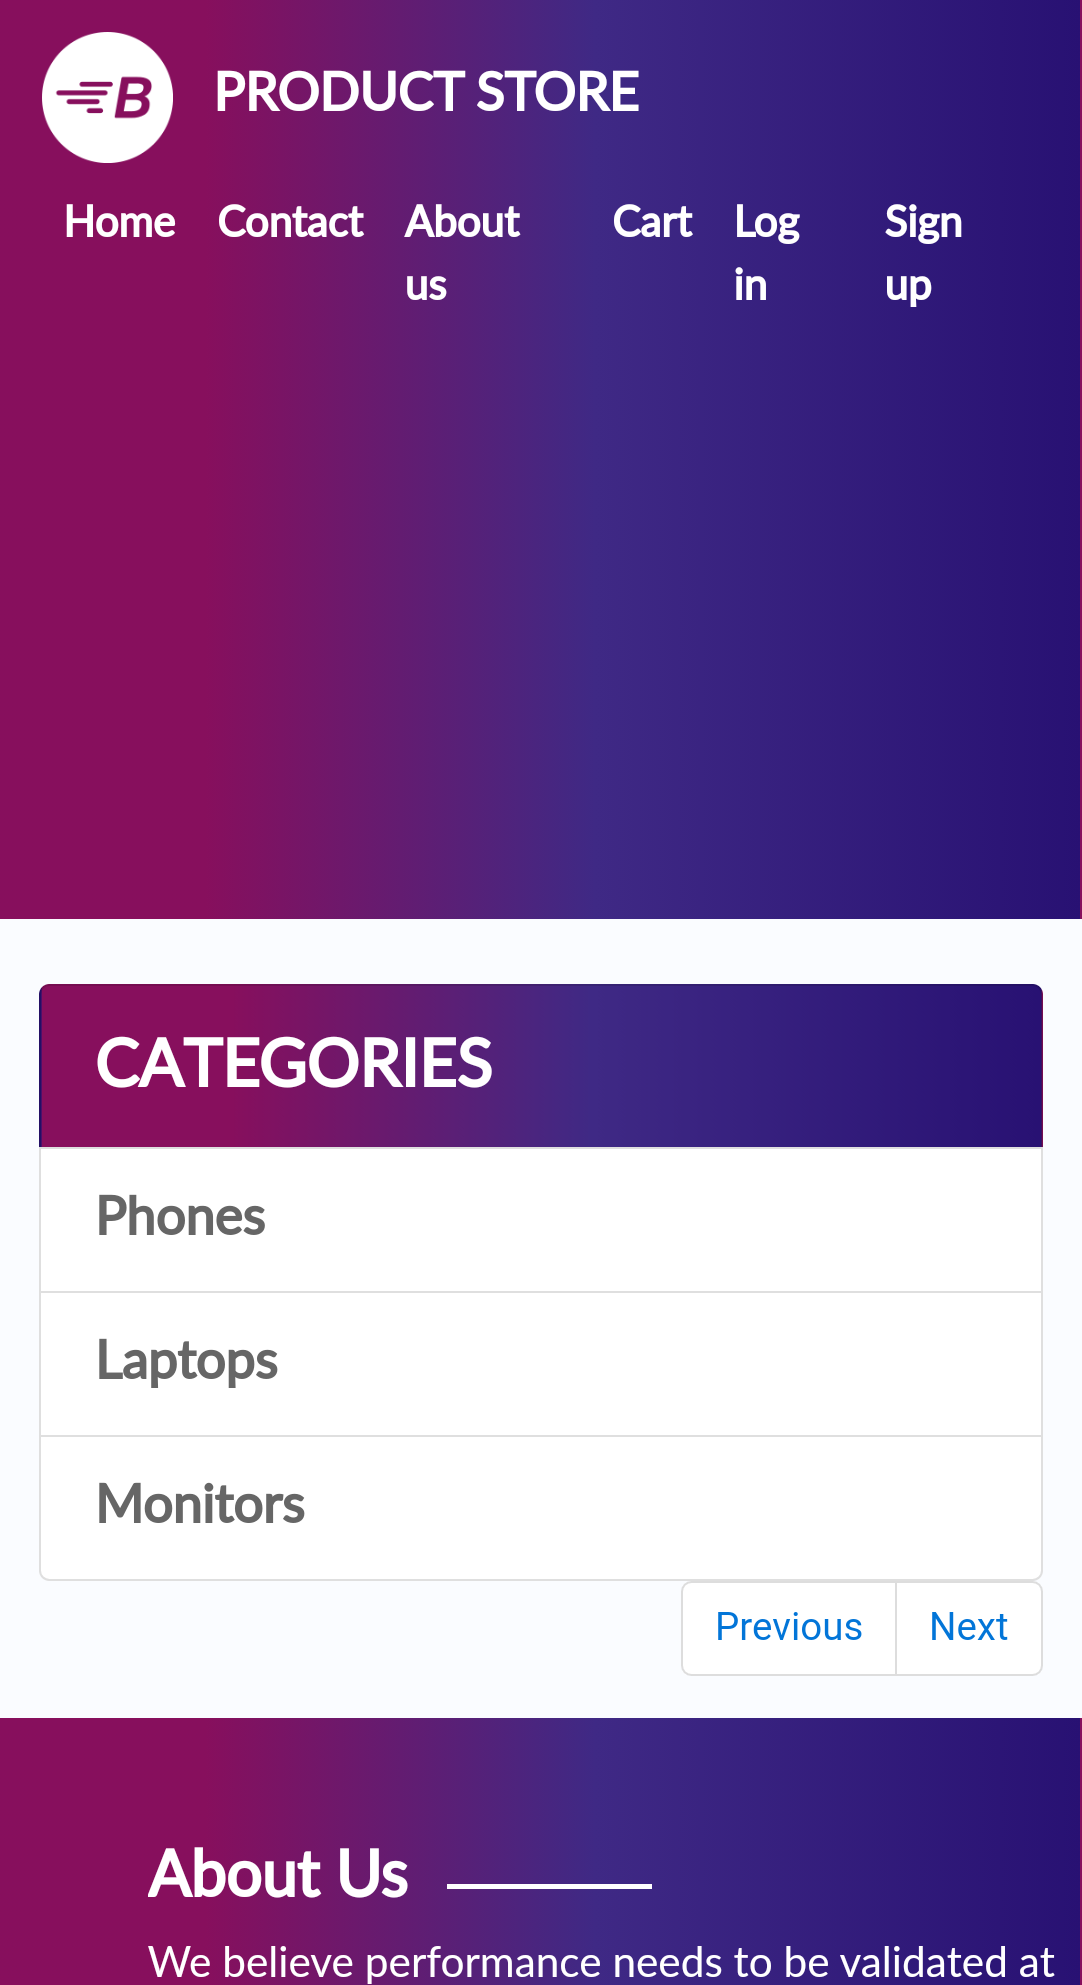 B
PRODUCT STORE
Home Contact About us Cart Log in Sign up
CATEGORIES
Phones
Laptops
Monitors
Previous Next
About Us
We believe performance needs to be validated at